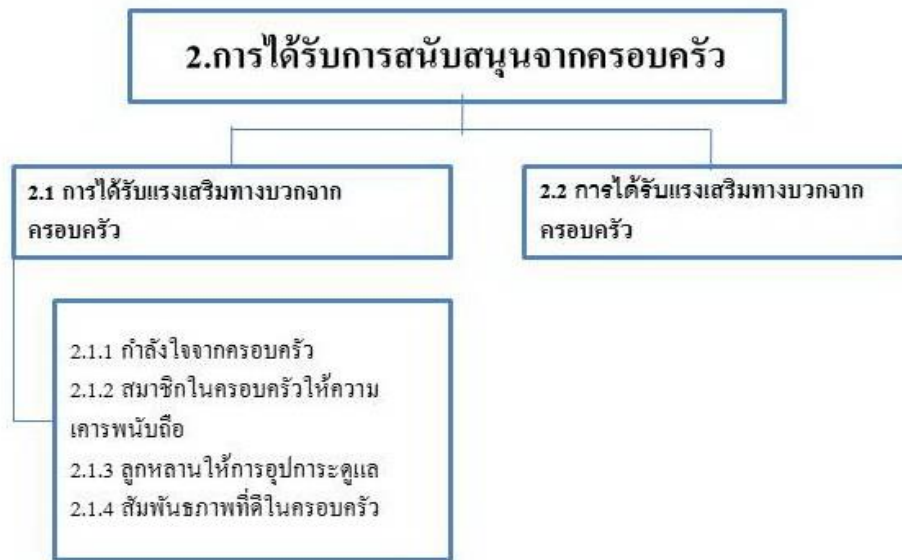 2.การได้รับการสนับสนุนจากครอบครัว
2.1 การได้รับแรงเสริมทางบวกจาก
ครอบครัว
2.2 การได้รับแรงเสริมทางบวกจาก
ครอบครัว
2.1.1 กำลังใจจากครอบครัว
2.1.2 สมาชิกในครอบครัวให้ความ
เคารพนับถือ
2.1.3 ลูกหลานให้การอุปการะดูแล
2.1.4 สัมพันธภาพที่ดีในครอบครัว